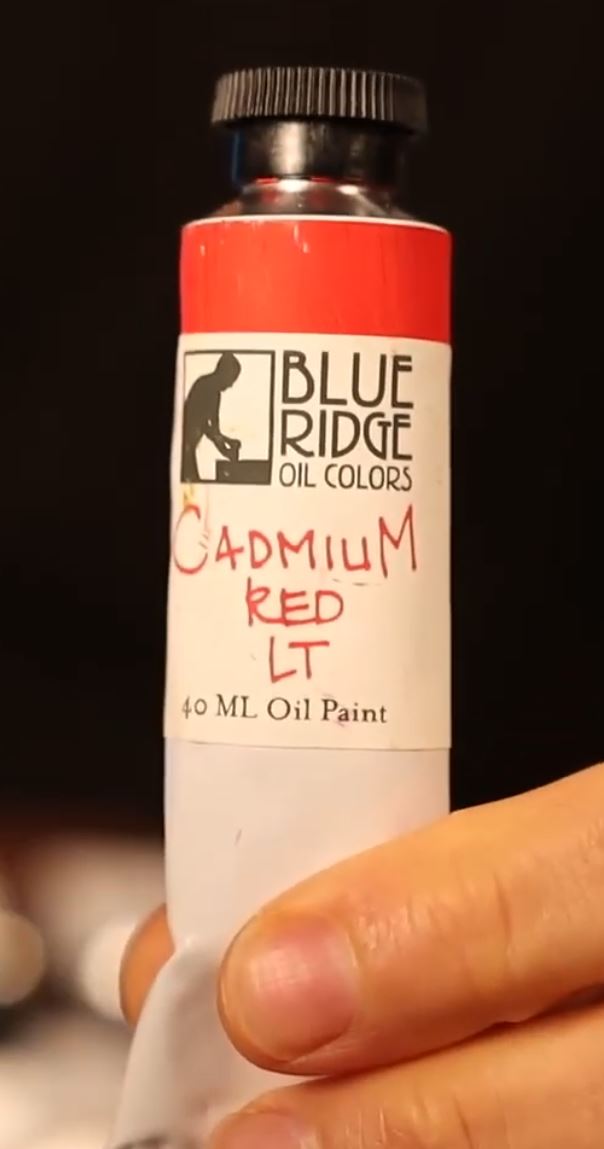 BLUE
RIDGE
OIL COLORS
CADMIUM
RED
LT
40 ML Oil Paint